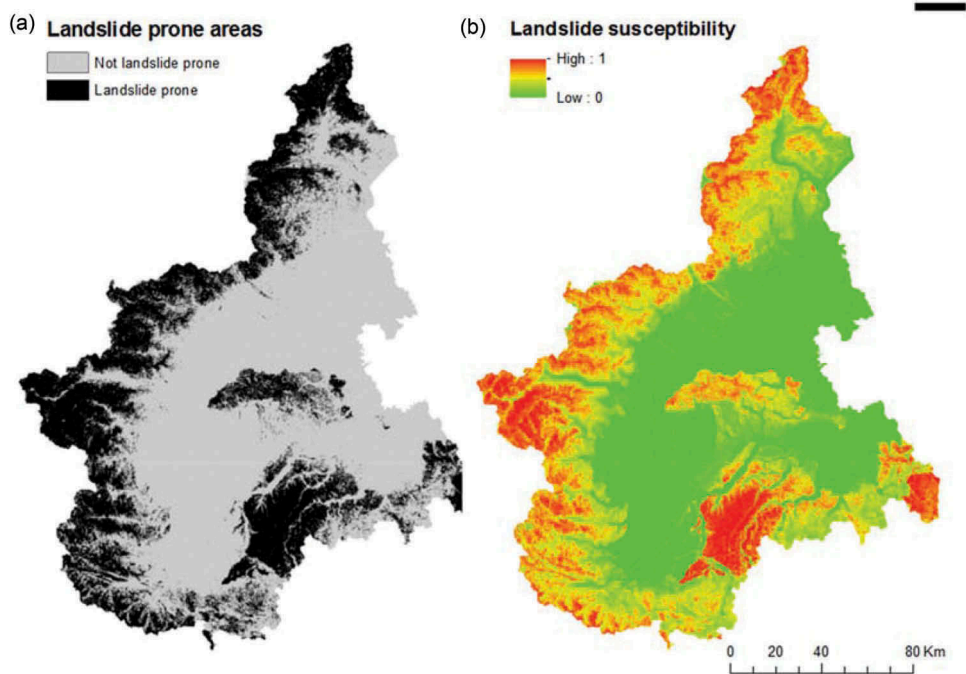 (a) Landslide prone areas
Not landslide prone
Landslide prone
(b) Landslide susceptibility
High : 1
Low : 0
0 20 40 80 Km